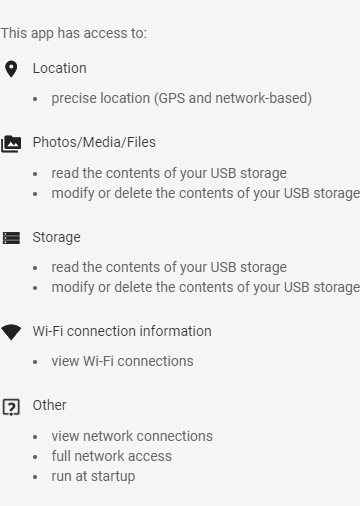 This app has access to:
Location
• precise location (GPS and network-based)
Photos/Media/Files
• read the contents of your USB storage
• modify or delete the contents of your USB storage
Storage
• read the contents of your USB storage
• modify or delete the contents of your USB storage
Wi-Fi connection information
• view Wi-Fi connections
Other
• view network connections
• full network access
• run at startup